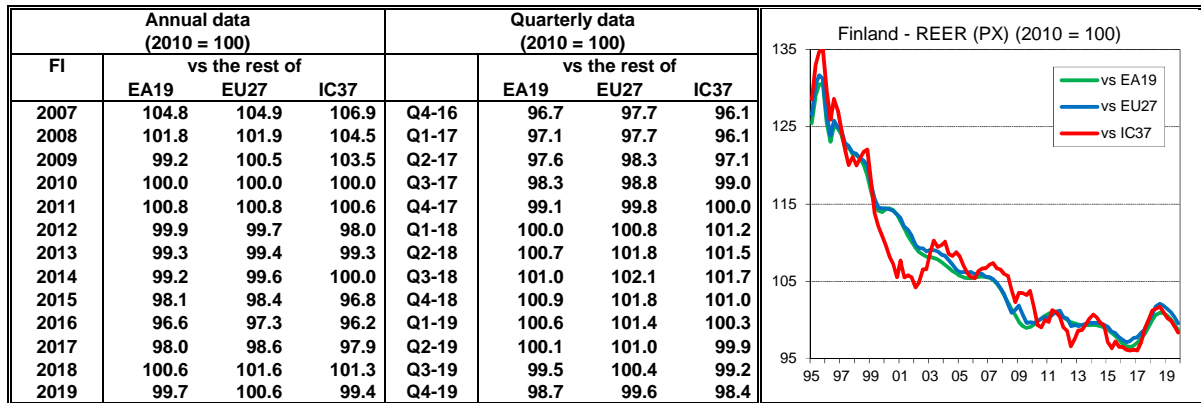 Annual data Quarterly data
(2010 = 100) (2010 = 100)
FI vs the rest of vs the rest of
EA19 EU27 IC37 EA19 EU27 IC37
2007 104.8 104.9 106.9 Q4-16 96.7 97.7 96.1
2008 101.8 101.9 104.5 Q1-17 97.1 97.7 96.1
2009 99.2 100.5 103.5 Q2-17 97.6 98.3 97.1
2010 100.0 100.0 100.0 Q3-17 98.3 98.8 99.0
2011 100.8 100.8 100.6 Q4-17 99.1 99.8 100.0
2012 99.9 99.7 98.0 Q1-18 100.0 100.8 101.2
2013 99.3 99.4 99.3 Q2-18 100.7 101.8 101.5
2014 99.2 99.6 100.0 Q3-18 101.0 102.1 101.7
2015 98.1 98.4 96.8 Q4-18 100.9 101.8 101.0
2016 96.6 97.3 96.2 Q1-19 100.6 101.4 100.3
2017 98.0 98.6 97.9 Q2-19 100.1 101.0 99.9
2018 100.6 101.6 101.3 Q3-19 99.5 100.4 99.2
2019 99.7 100.6 99.4 Q4-19 98.7 99.6 98.4
Finland - REER (PX) (2010 = 100)
135
125
115
105
95
vs EA19
vs EU27
vs IC37
95 97 99 01 03 05 07 09 11 13 15 17 19